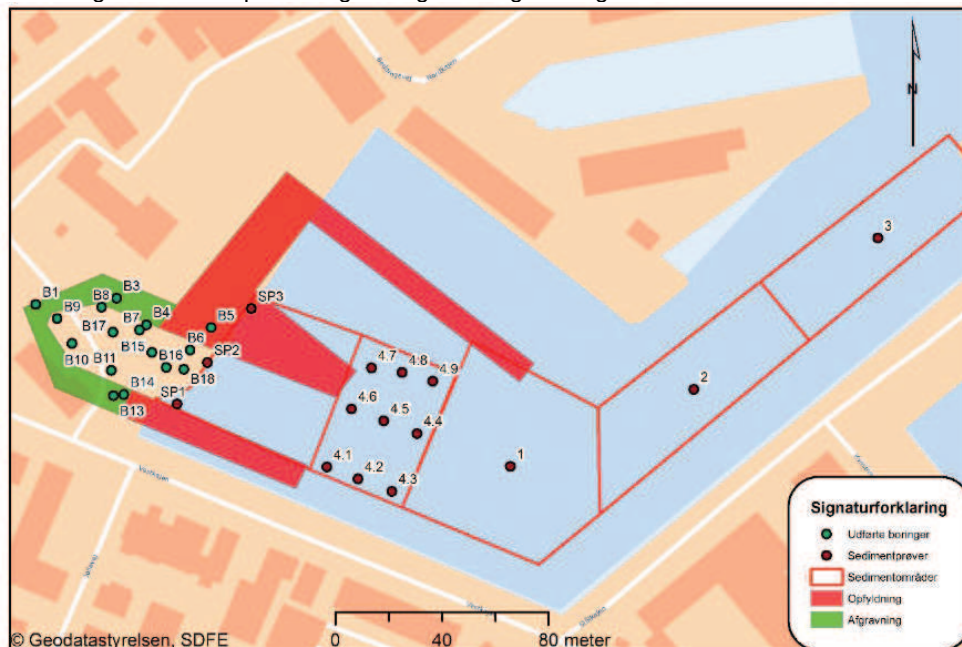 N
3
B1
B3
B8
B9
B4
B7
B5
SP3
B17
B6
B15
B16
SP2
B10
B11
B18
B14
SP1
B13
4.7
4.8
4.9
4.6
4.5
4.4
4.1
4.2
4.3
2
1
Signaturforklaring
Udførte boringer
Sedimentprøver
Sedimentområder
Opfyldning
Afgravning
© Geodatastyrelsen, SDFE
0 40 80 meter